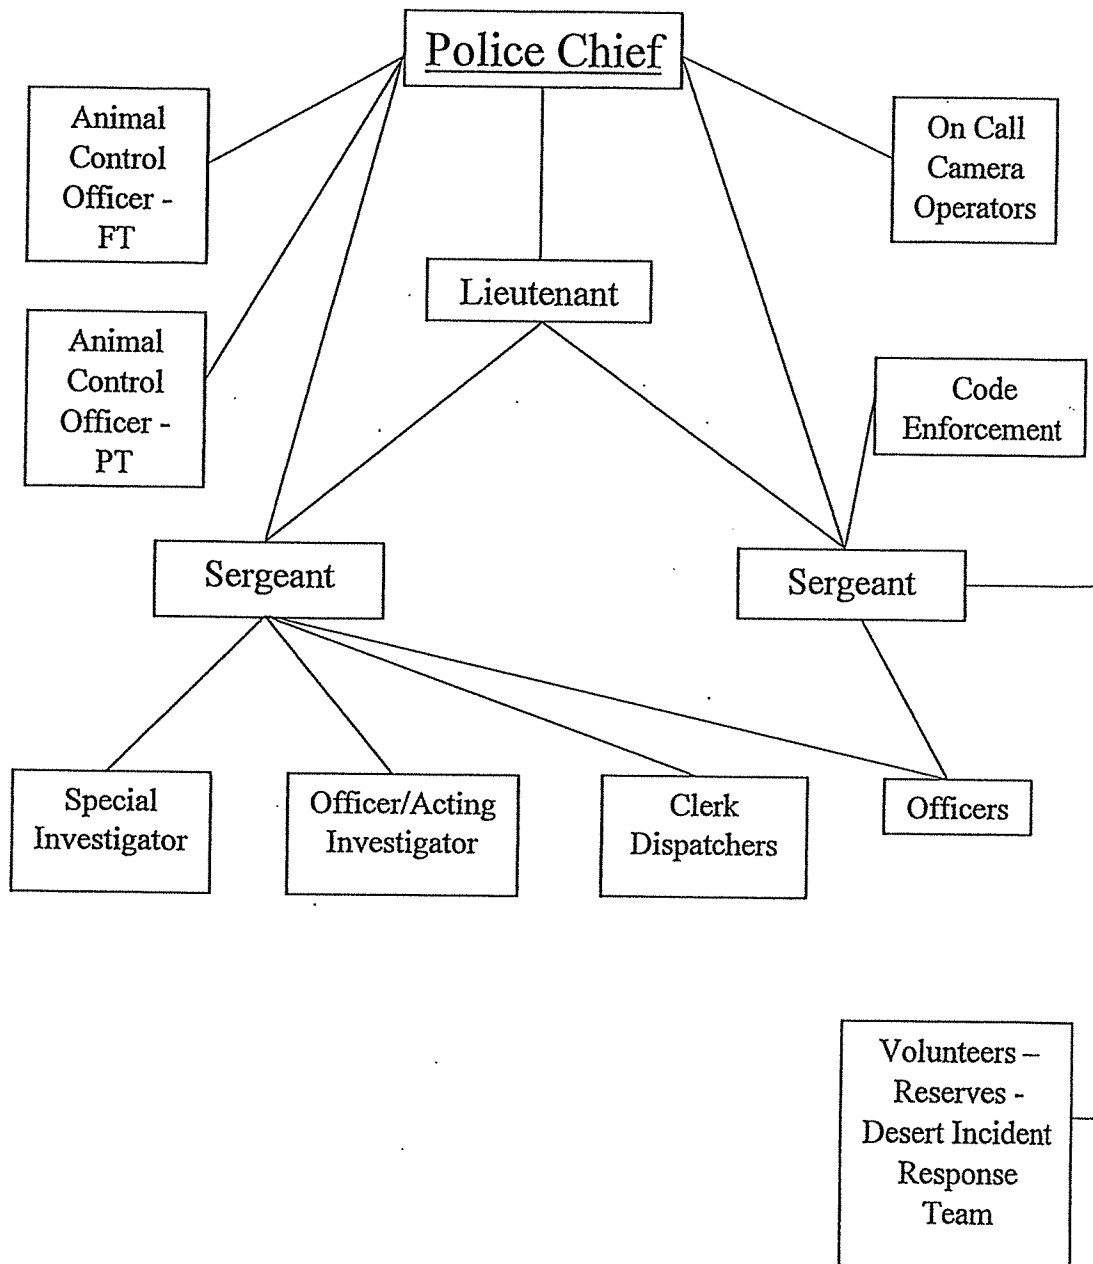 Police Chief
Animal
Control
Officer -
FT
On Call
Camera
Operators
Lieutenant
Animal
Control
Officer -
PT
Code
Enforcement
Sergeant
Sergeant
Special
Investigator
Officer/Acting
Investigator
Clerk
Dispatchers
Officers
Volunteers –
Reserves -
Desert Incident
Response
Team